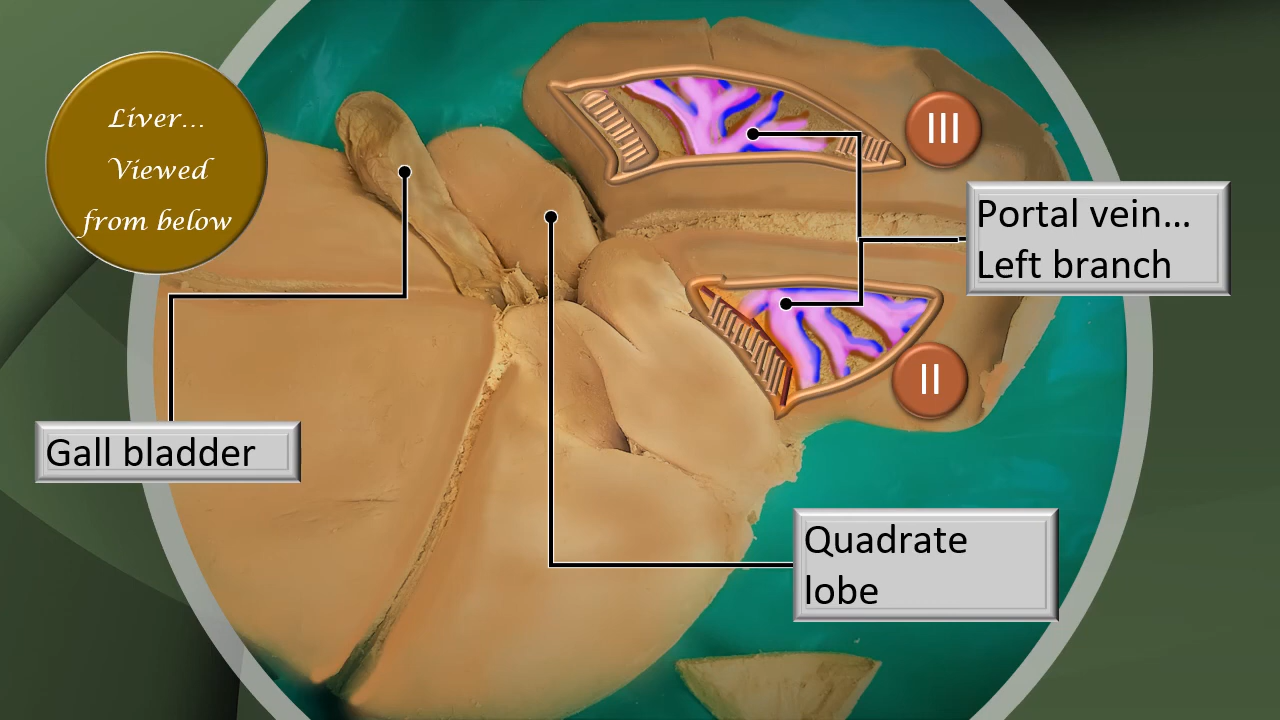 Liver...
Viewed
from below
III
Portal vein...
Left branch
II
Gall bladder
Quadrate
lobe